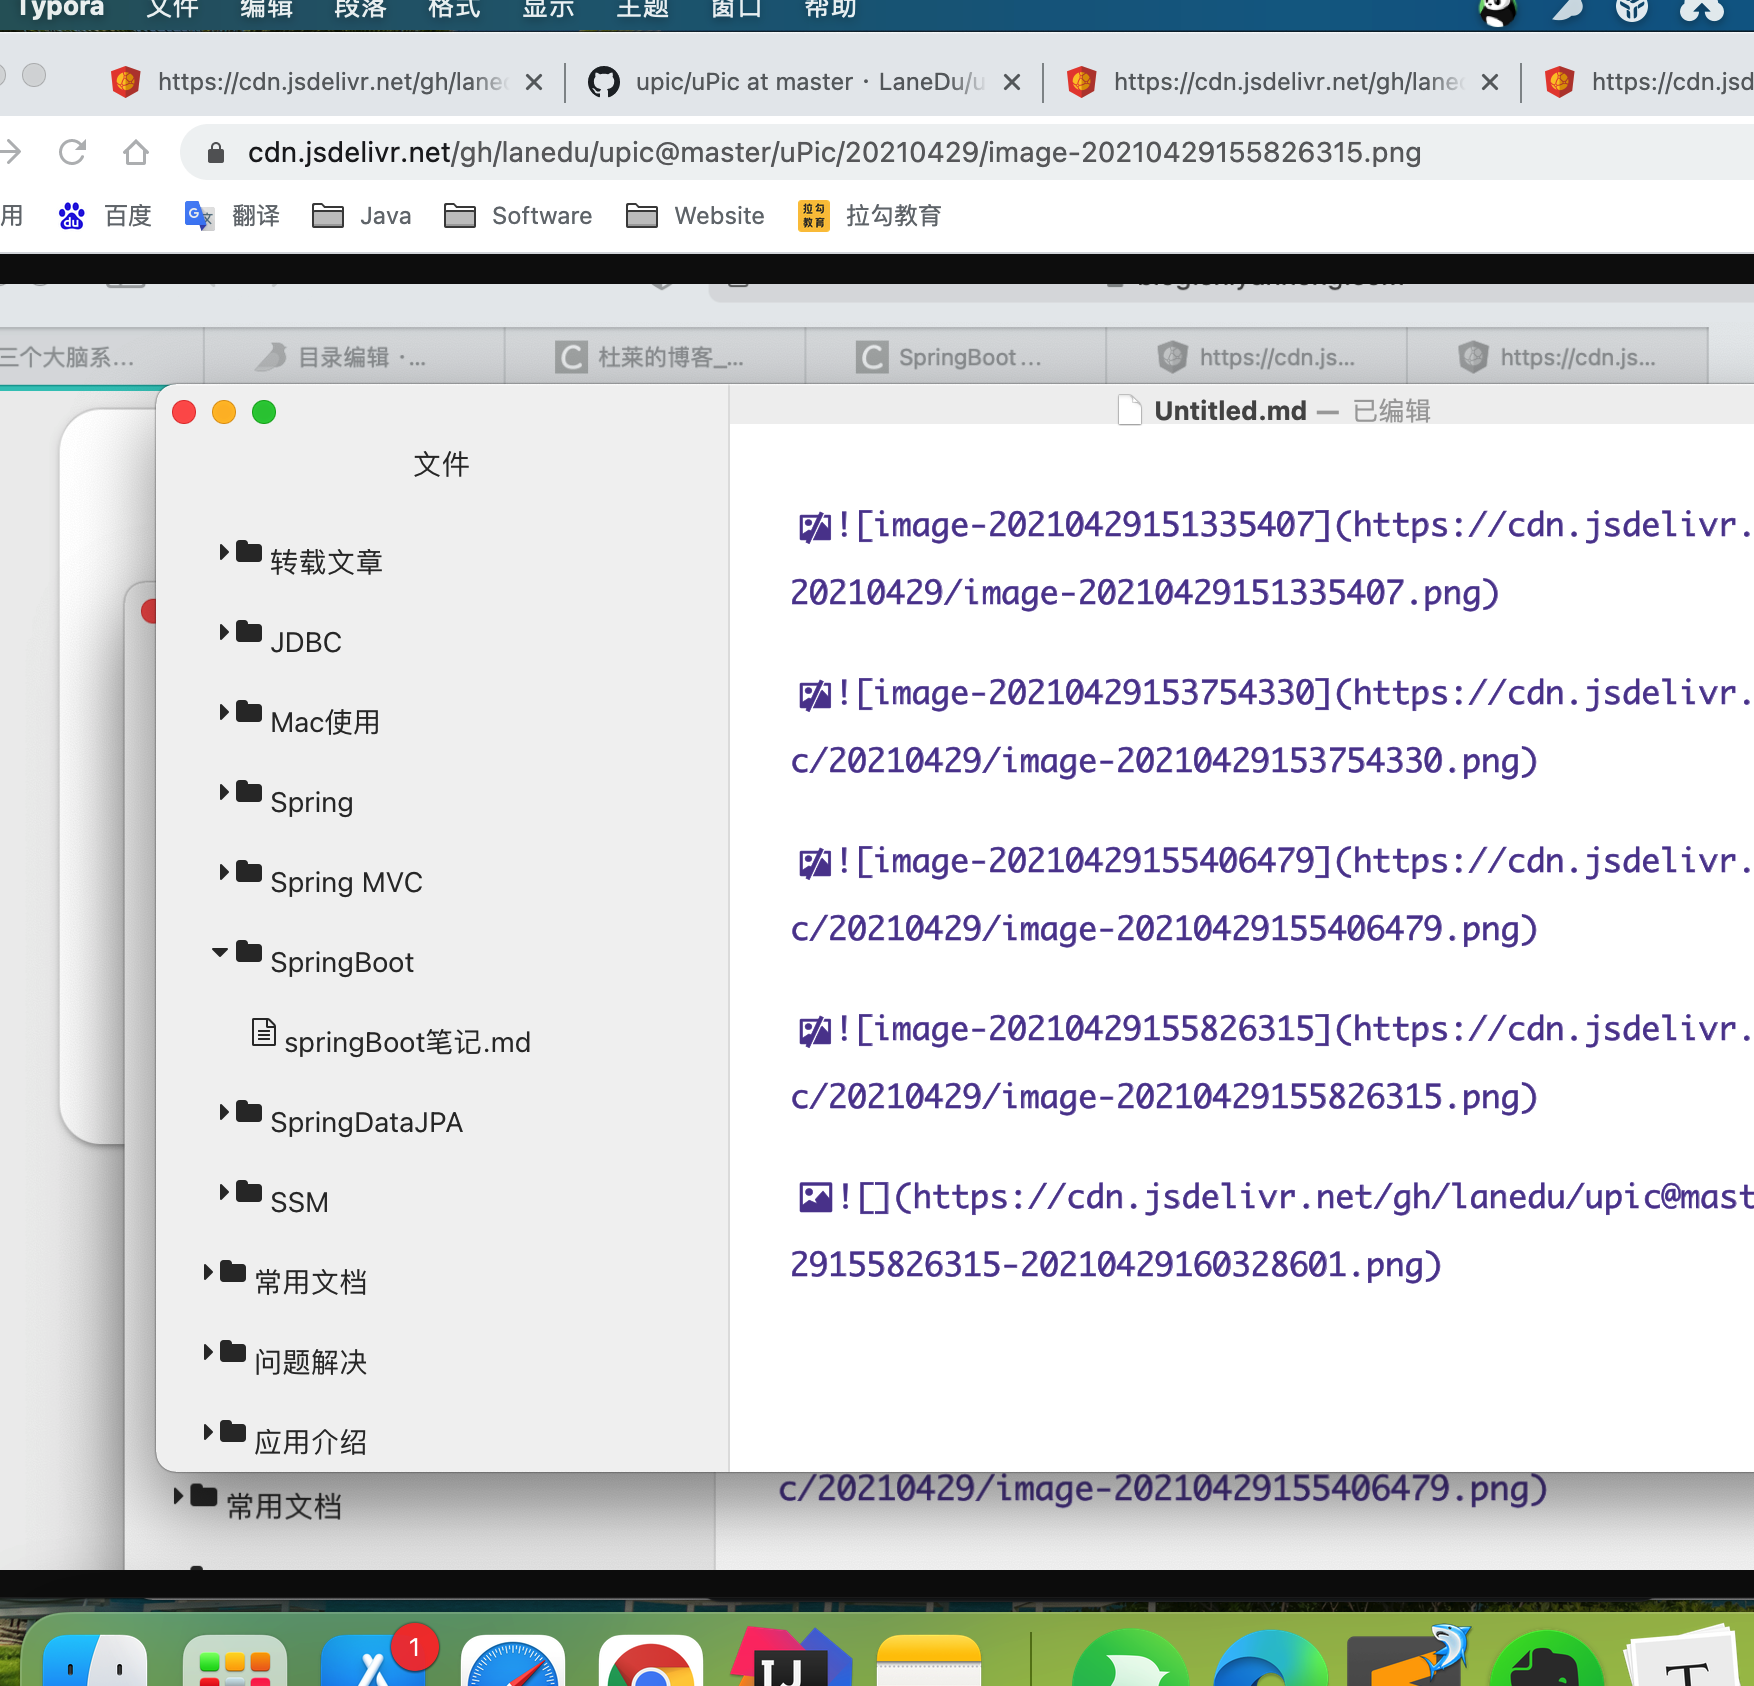 Typora 文件 编辑 段落 格式 显示 主题 窗口 帮助
https://cdn.jsdelivr.net/gh/lane
upic/uPic at master · LaneDu/u
https://cdn.jsdelivr.net/gh/lane
https://cdn.jsd
cdn.jsdelivr.net/gh/lanedu/upic@master/uPic/20210429/image-20210429155826315.png
用 百度 翻译 Java Software Website 拉勾教育 拉勾教育
三个大脑系... 目录编辑 ·... 杜莱的博客_... SpringBoot... https://cdn.js... https://cdn.js...
Untitled.md — 已编辑
文件
转载文章
JDBC
Mac使用
Spring
Spring MVC
SpringBoot
springBoot笔记.md
SpringDataJPA
SSM
常用文档
问题解决
应用介绍
![image-20210429151335407](https://cdn.jsdelivr.
20210429/image-20210429151335407.png)
![image-20210429153754330](https://cdn.jsdelivr.
c/20210429/image-20210429153754330.png)
![image-20210429155406479](https://cdn.jsdelivr.
c/20210429/image-20210429155406479.png)
![image-20210429155826315](https://cdn.jsdelivr.
c/20210429/image-20210429155826315.png)
![](https://cdn.jsdelivr.net/gh/lanedu/upic@mast
29155826315-20210429160328601.png)
c/20210429/image-20210429155406479.png)
常用文档
1
IJ
T